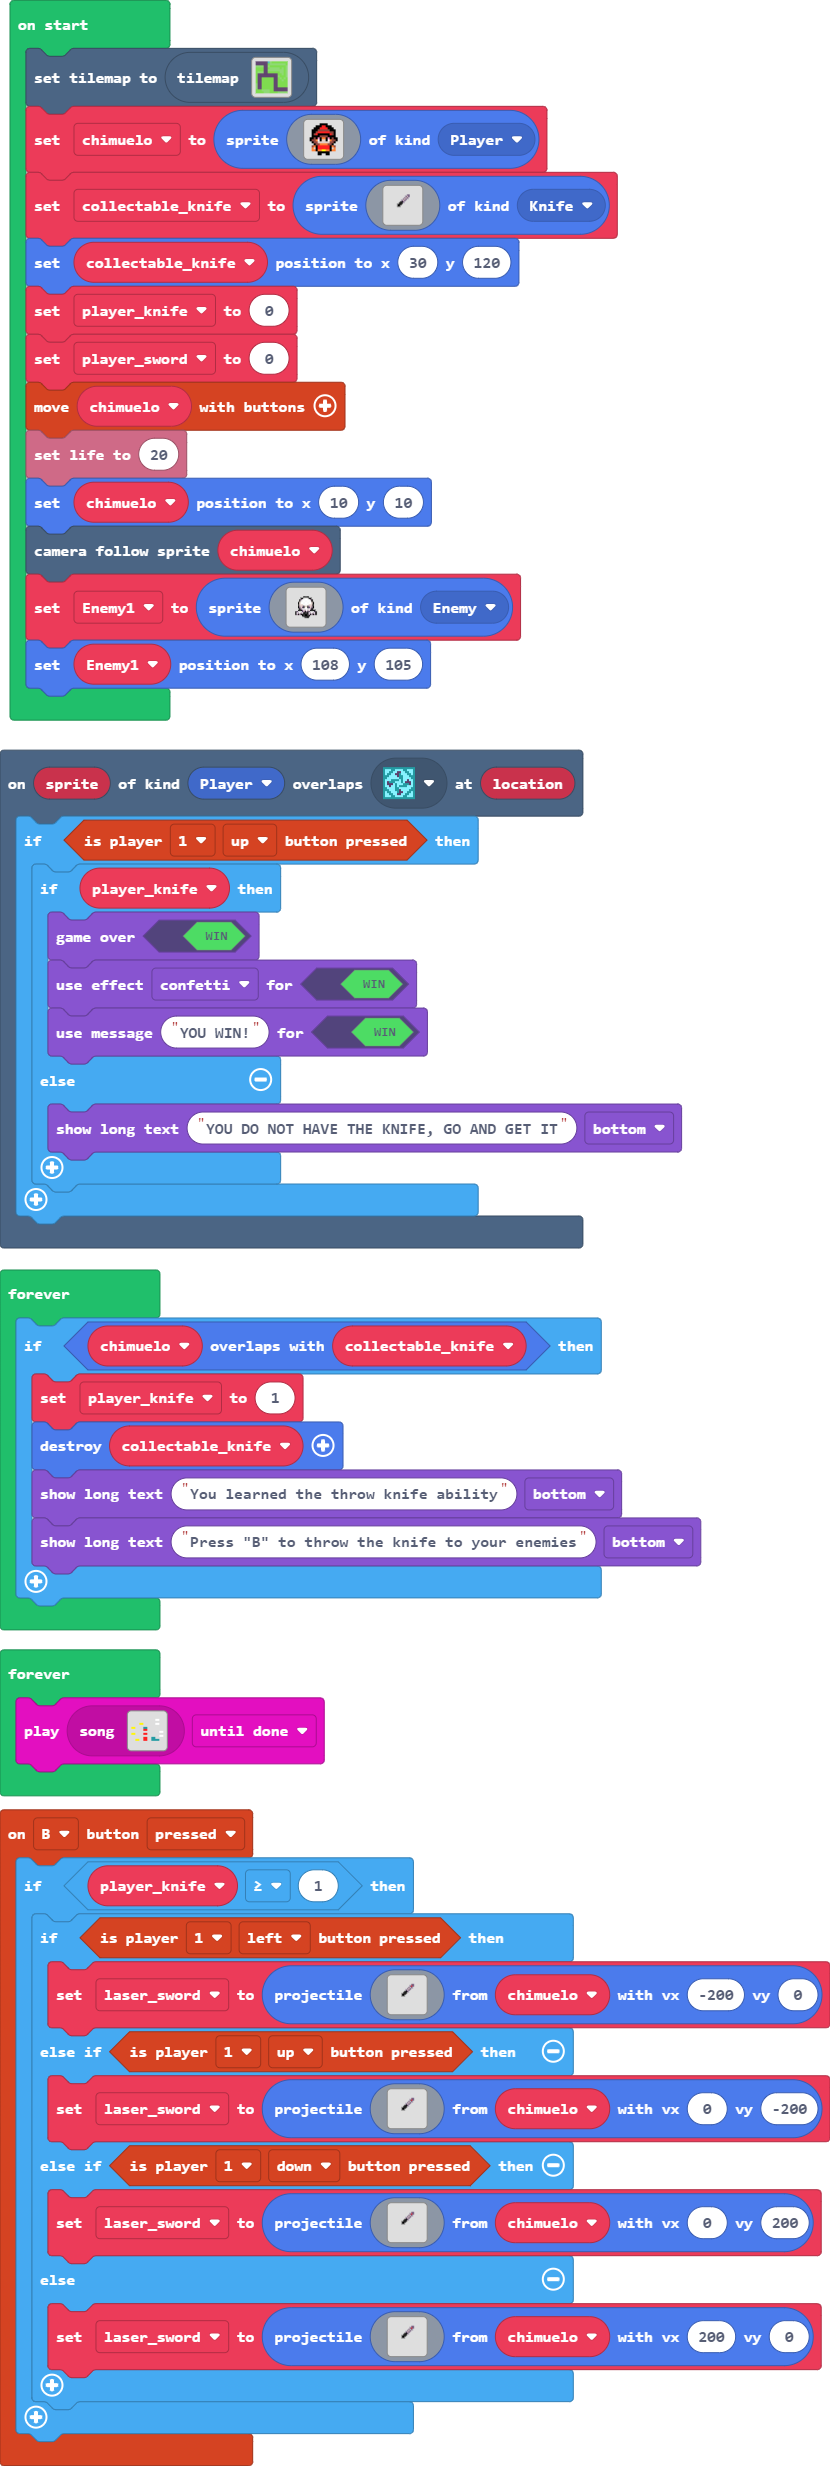 on start
set tilemap to tilemap
set chimuelo to sprite of kind Player
set collectable_knife to sprite of kind Knife
set collectable_knife position to x 30 y 120
set player_knife to 0
set player_sword to 0
move chimuelo with buttons
set life to 20
set chimuelo position to x 10 y 10
camera follow sprite chimuelo
set Enemy1 to sprite of kind Enemy
set Enemy1 position to x 108 y 105
on sprite of kind Player overlaps at location
if is player 1 up button pressed then
if player_knife then
game over WIN
use effect confetti for WIN
use message "YOU WIN!" for WIN
else
show long text "YOU DO NOT HAVE THE KNIFE, GO AND GET IT" bottom
forever
if chimuelo overlaps with collectable_knife then
set player_knife to 1
destroy collectable_knife
show long text "You learned the throw knife ability" bottom
show long text "Press "B" to throw the knife to your enemies" bottom
forever
play song until done
on B button pressed
if player_knife ≥ 1 then
if is player 1 left button pressed then
set laser_sword to projectile from chimuelo with vx -200 vy 0
else if is player 1 up button pressed then
set laser_sword to projectile from chimuelo with vx 0 vy -200
else if is player 1 down button pressed then
set laser_sword to projectile from chimuelo with vx 0 vy 200
else
set laser_sword to projectile from chimuelo with vx 200 vy 0